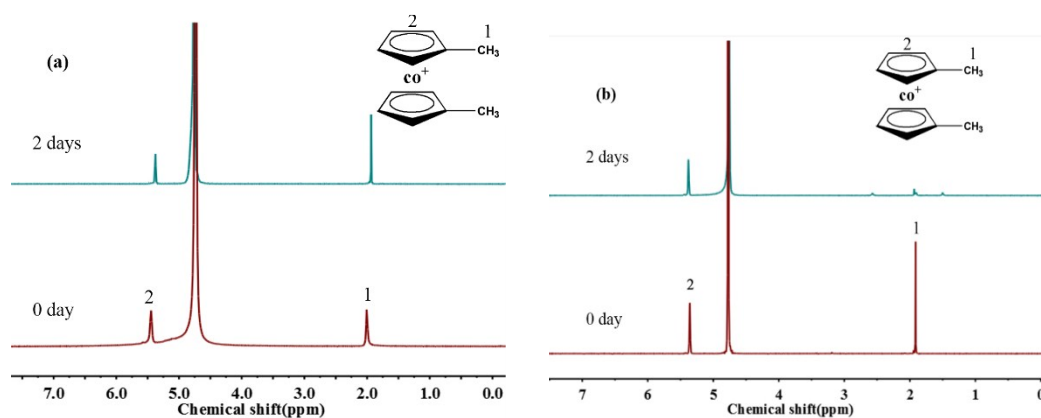 (a)
2
1
CH3
co+
CH3
2 days
0 day
2
1
7.0 6.0 5.0 4.0 3.0 2.0 1.0 0.0
Chemical shift(ppm)
(b)
2
1
CH3
co+
CH3
2 days
0 day
2
1
7 6 5 4 3 2 1 0
Chemical shift(ppm)